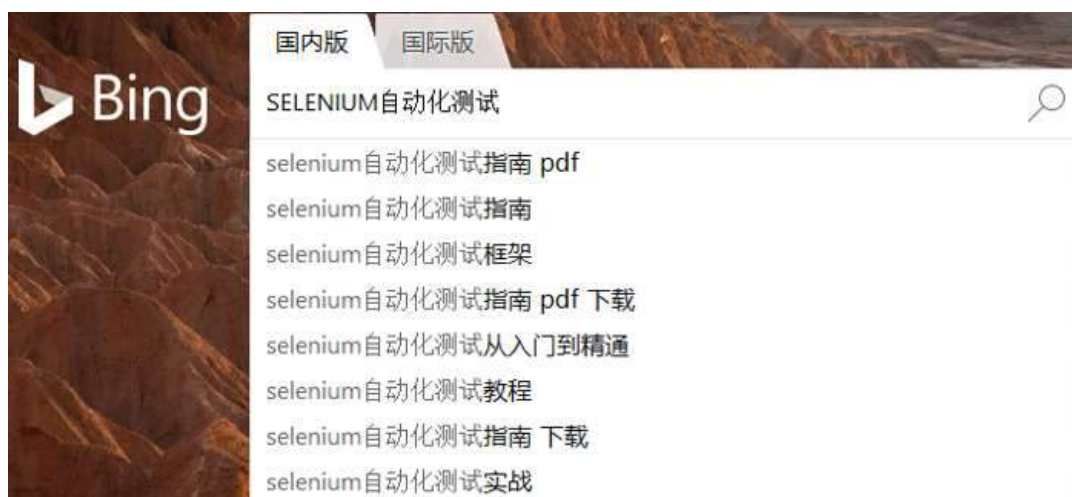 国内版 国际版
Bing
SELENIUM自动化测试
selenium自动化测试指南 pdf
selenium自动化测试指南
selenium自动化测试框架
selenium自动化测试指南 pdf 下载
selenium自动化测试从入门到精通
selenium自动化测试教程
selenium自动化测试指南 下载
selenium自动化测试实战